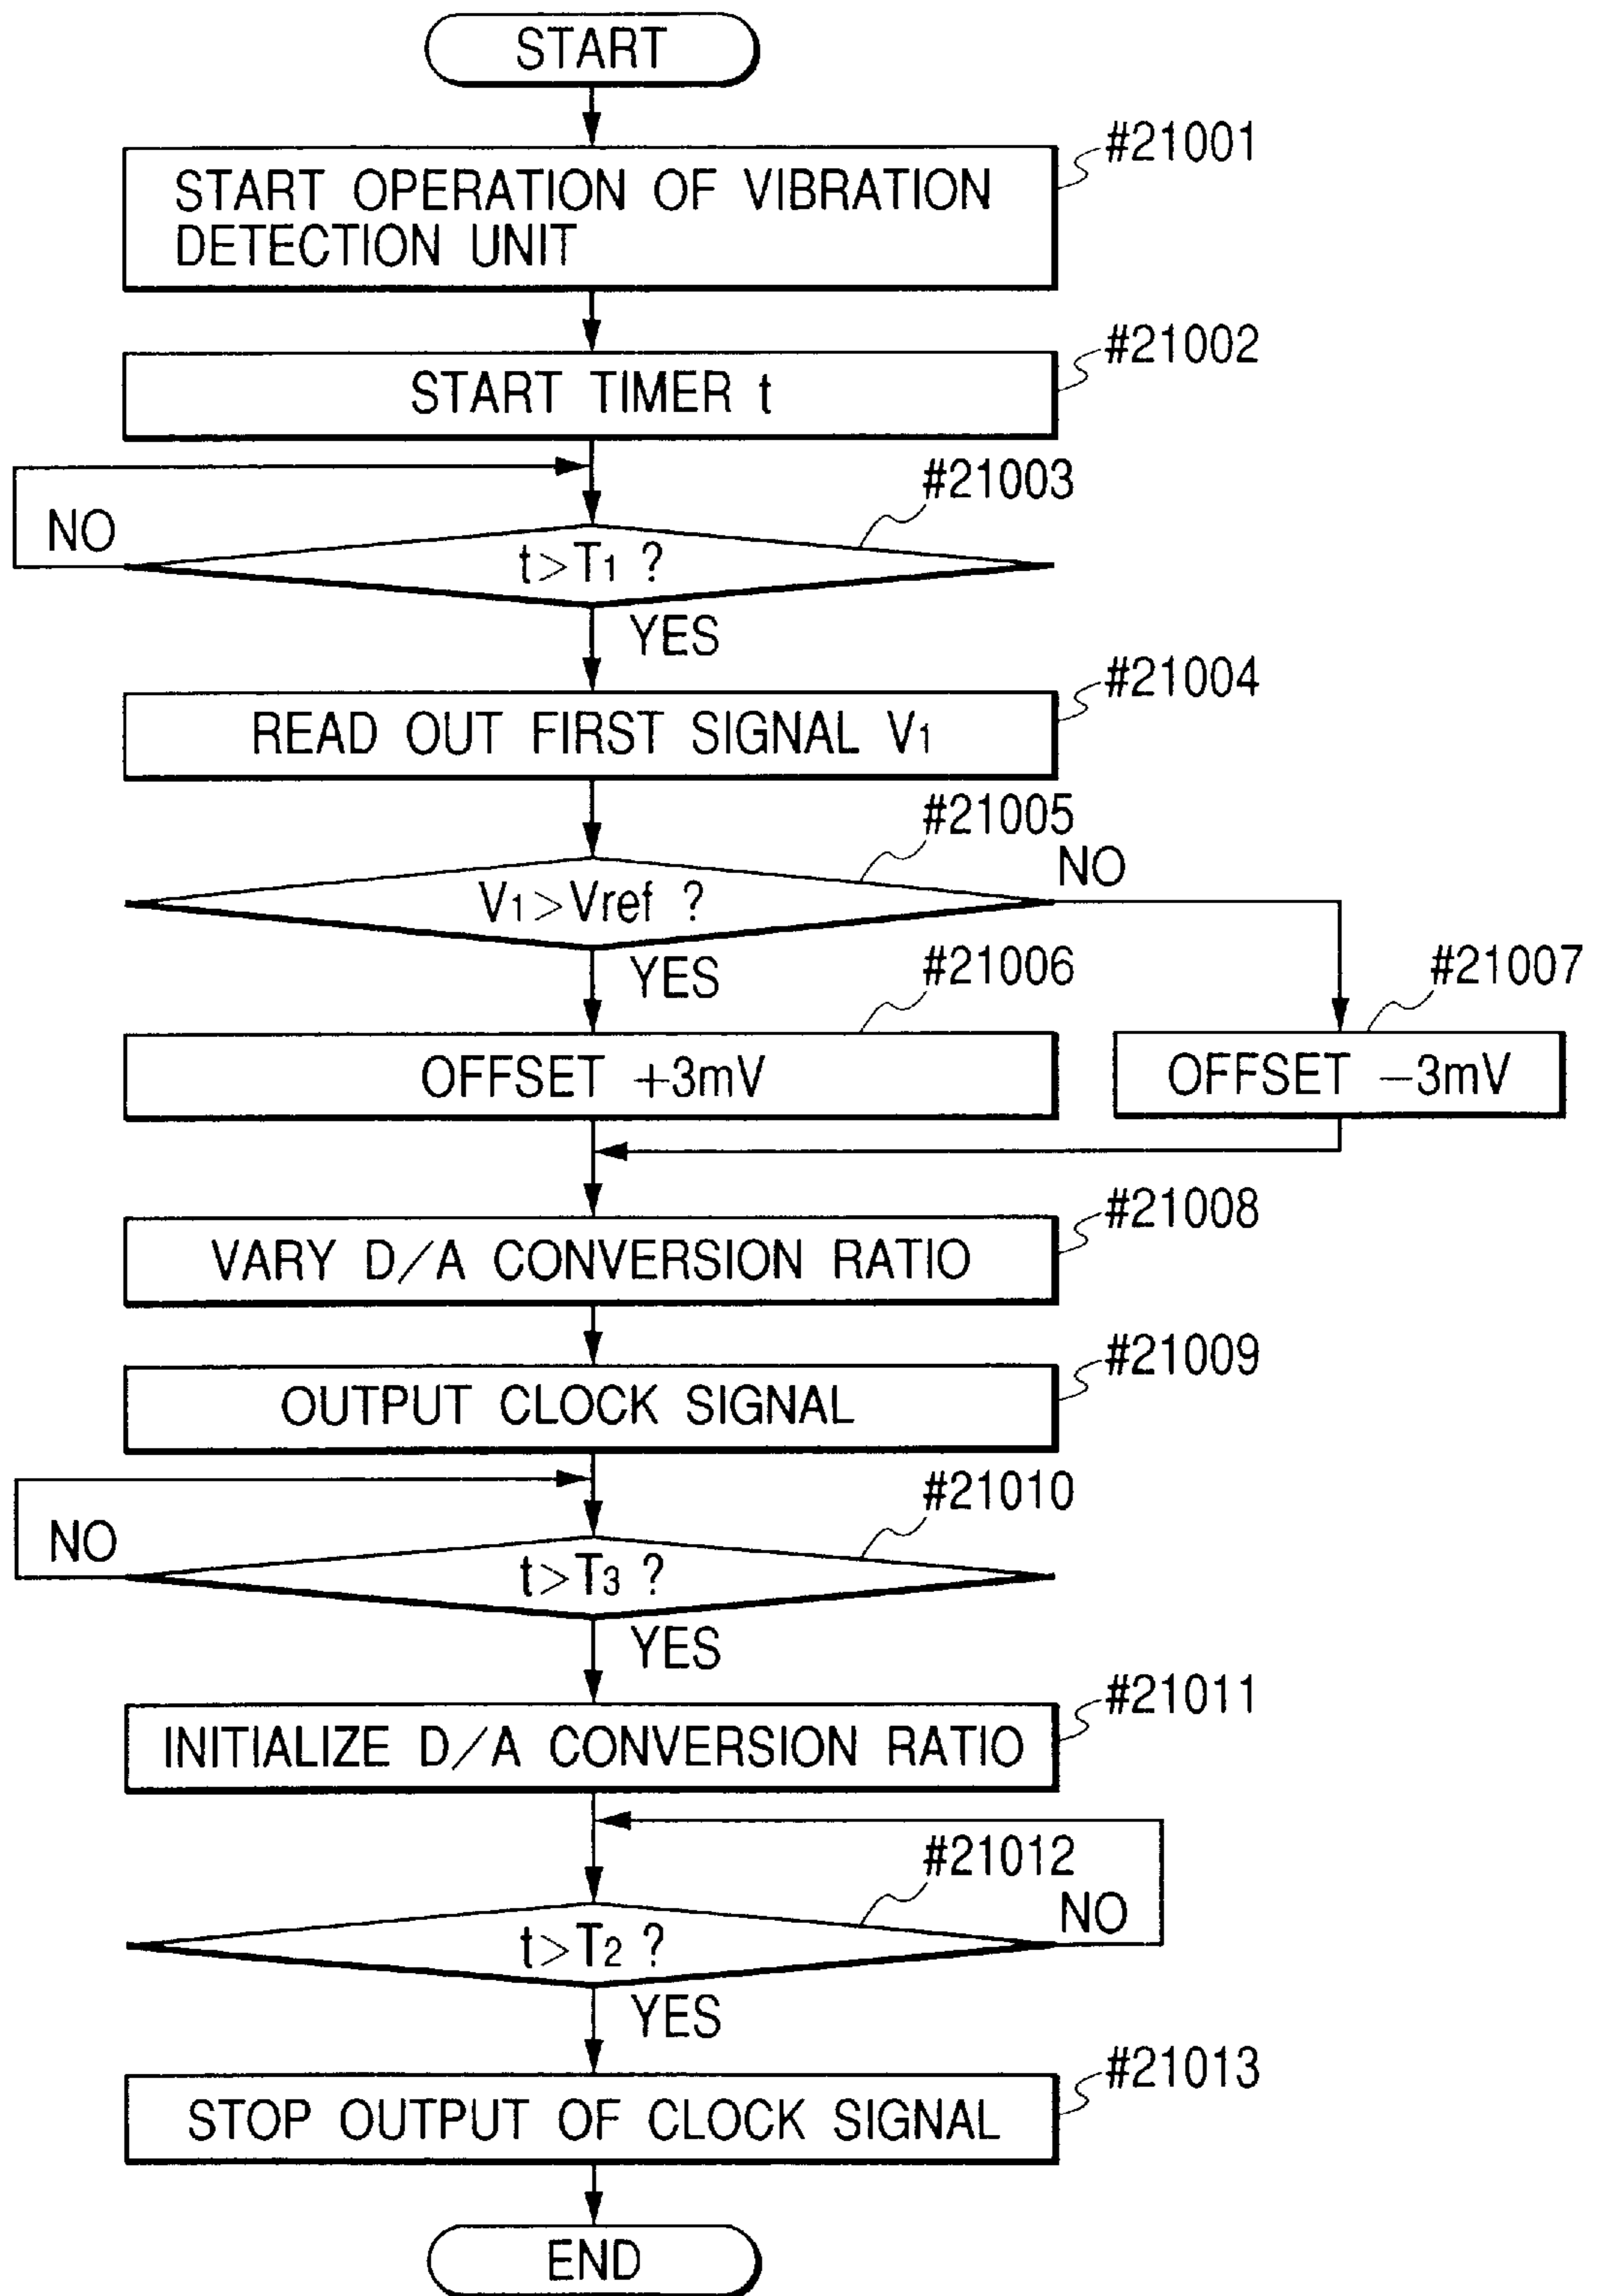 START
#21001
START OPERATION OF VIBRATION
DETECTION UNIT
#21002
START TIMER t
#21003
NO
t>T1 ?
YES
#21004
READ OUT FIRST SIGNAL V1
#21005
NO
V1>Vref ?
YES
#21006
#21007
OFFSET +3mV
OFFSET −3mV
#21008
VARY D/A CONVERSION RATIO
#21009
OUTPUT CLOCK SIGNAL
#21010
NO
t>T3 ?
YES
#21011
INITIALIZE D/A CONVERSION RATIO
#21012
NO
t>T2 ?
YES
#21013
STOP OUTPUT OF CLOCK SIGNAL
END